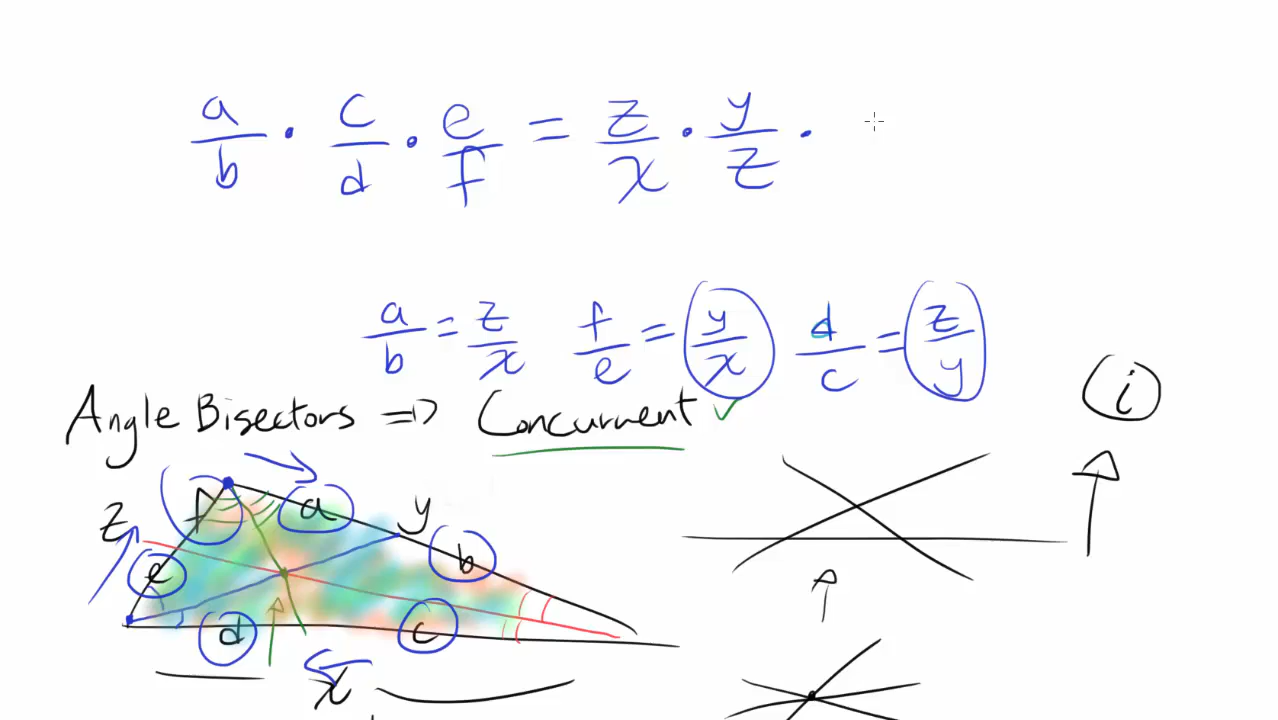 a/b · c/d · e/f = z/x · y/z ·
a/b = z/x f/e = y/x d/c = z/y
Angle Bisectors => Concurrent ✓
i
z f a y
e b
d c
x